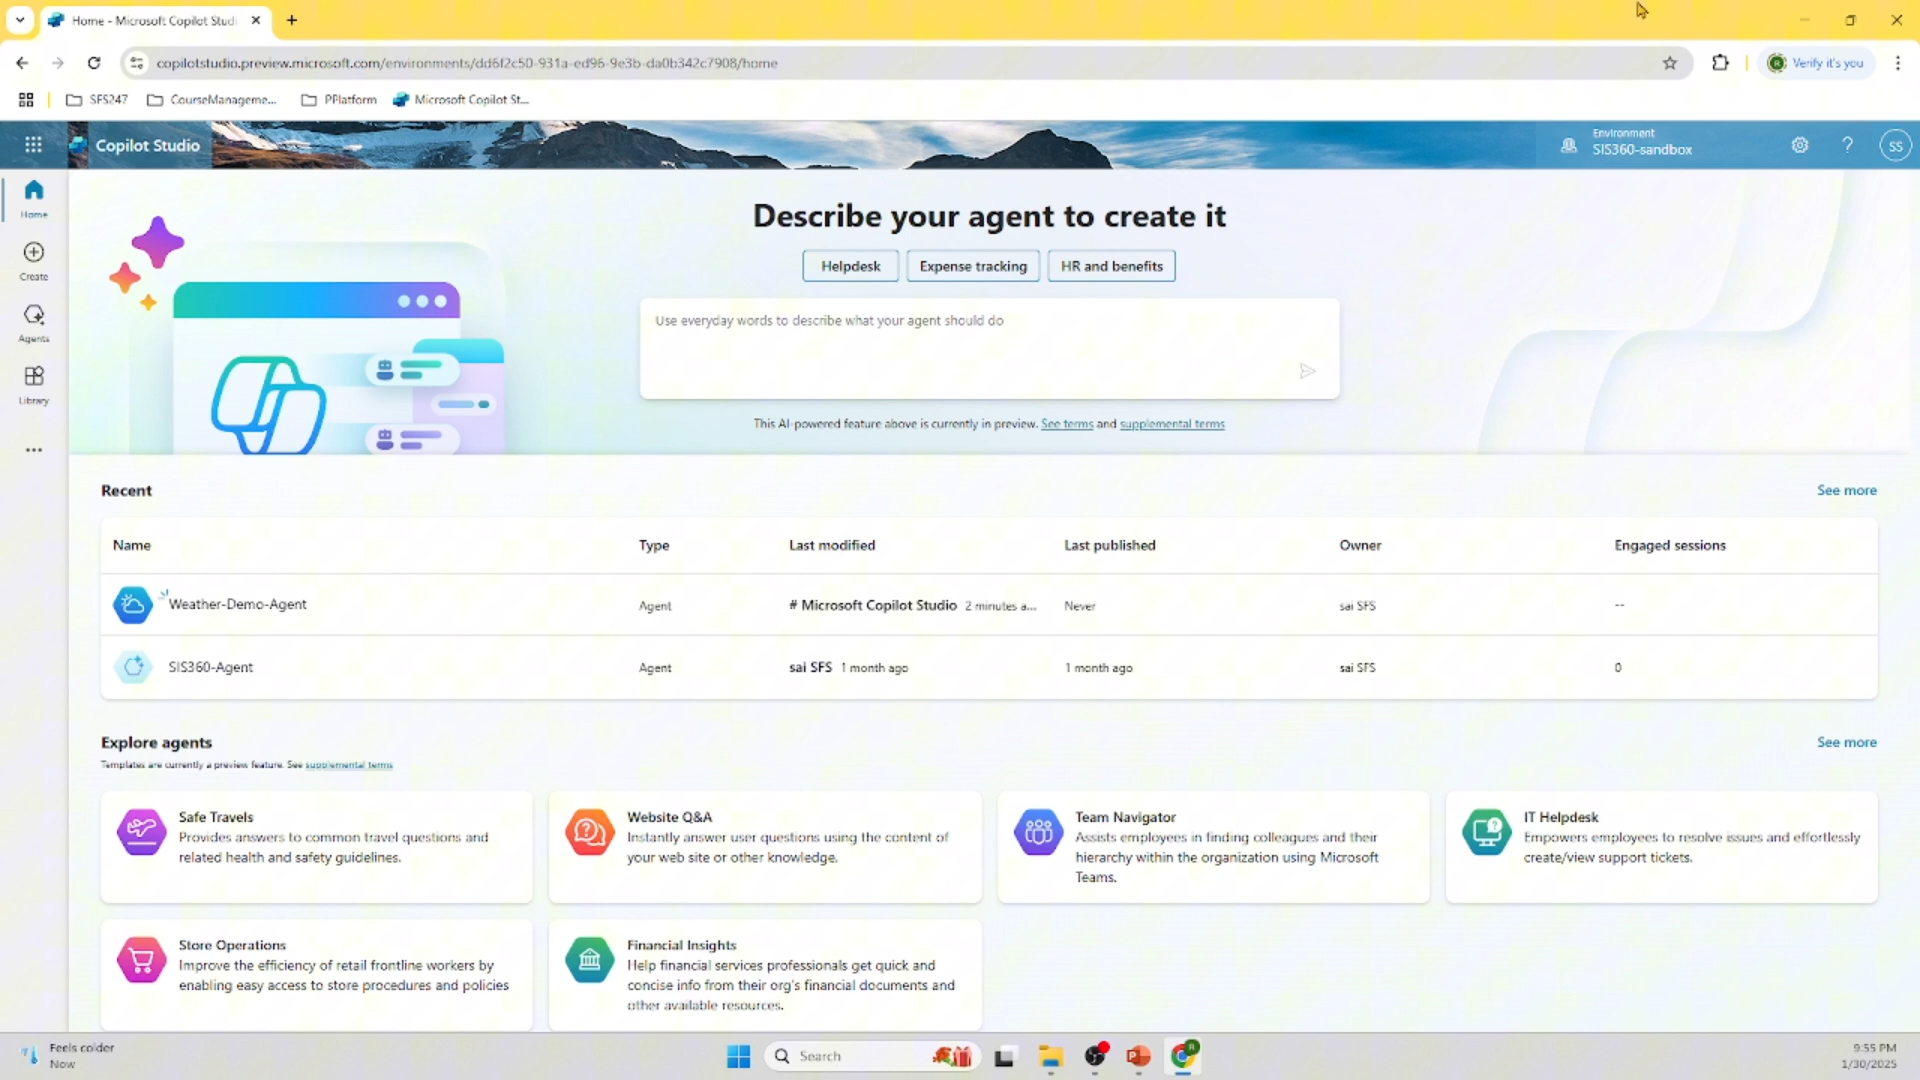 Home - Microsoft Copilot Studi
copilotstudio.preview.microsoft.com/environments/dd6f2c50-931a-ed96-9e3b-da0b342c7908/home
Verify it's you
SFS247
CourseManageme...
PPlatform
Microsoft Copilot St...
Copilot Studio
Environment
SIS360-sandbox
SS
Home
Create
Agents
Library
Describe your agent to create it
Helpdesk
Expense tracking
HR and benefits
Use everyday words to describe what your agent should do
This AI-powered feature above is currently in preview. See terms and supplemental terms
Recent
See more
Name Type Last modified Last published Owner Engaged sessions
Weather-Demo-Agent Agent # Microsoft Copilot Studio 2 minutes a... Never sai SFS --
SIS360-Agent Agent sai SFS 1 month ago 1 month ago sai SFS 0
Explore agents
See more
Templates are currently a preview feature. See supplemental terms
Safe Travels
Provides answers to common travel questions and
related health and safety guidelines.
Website Q&A
Instantly answer user questions using the content of
your web site or other knowledge.
Team Navigator
Assists employees in finding colleagues and their
hierarchy within the organization using Microsoft
Teams.
IT Helpdesk
Empowers employees to resolve issues and effortlessly
create/view support tickets.
Store Operations
Improve the efficiency of retail frontline workers by
enabling easy access to store procedures and policies
Financial Insights
Help financial services professionals get quick and
concise info from their org's financial documents and
other available resources.
Feels colder
Now
Search
9:55 PM
1/30/2025